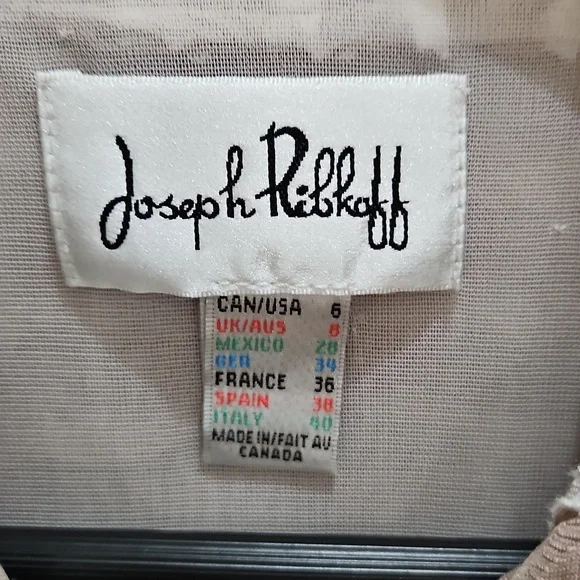 Joseph Ribkoff
CAN/USA 6
UK/AUS 8
MEXICO 28
GER 34
FRANCE 36
SPAIN 38
ITALY 40
MADE IN/FAIT AU
CANADA